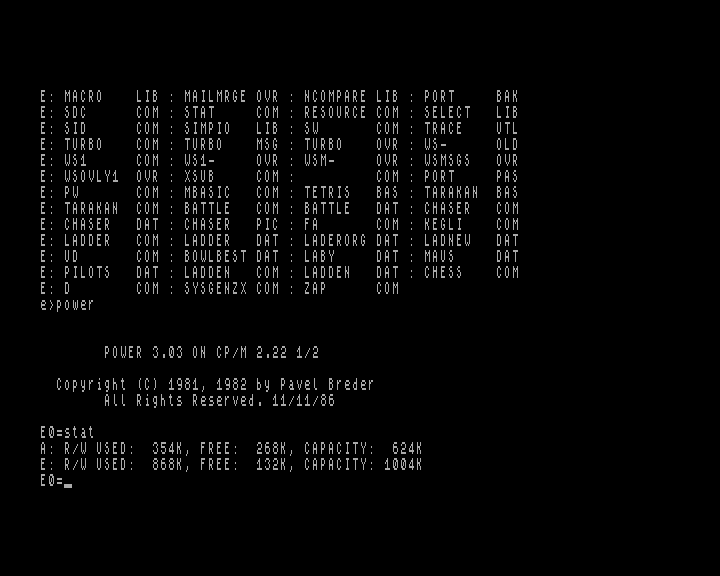 E: MACRO    LIB : MAILMRGE OVR : NCOMPARE LIB : PORT     BAK
E: SDC      COM : STAT     COM : RESOURCE COM : SELECT   LIB
E: SID      COM : SIMPIO   LIB : SW       COM : TRACE    UTL
E: TURBO    COM : TURBO    MSG : TURBO    OVR : WS-      OLD
E: WS1      COM : WS1-     OVR : WSM-     OVR : WSMSGS   OVR
E: WSOVLY1  OVR : XSUB     COM :          COM : PORT     PAS
E: PW       COM : MBASIC   COM : TETRIS   BAS : TARAKAN  BAS
E: TARAKAN  COM : BATTLE   COM : BATTLE   DAT : CHASER   COM
E: CHASER   DAT : CHASER   PIC : FA       COM : KEGLI    COM
E: LADDER   COM : LADDER   DAT : LADERORG DAT : LADNEW   DAT
E: UD       COM : BOWLBEST DAT : LABY     DAT : MAUS     DAT
E: PILOTS   DAT : LADDEN   COM : LADDEN   DAT : CHESS    COM
E: D        COM : SYSGENZX COM : ZAP      COM
e>power
POWER 3.03 ON CP/M 2.22 1/2
Copyright (C) 1981, 1982 by Pavel Breder
All Rights Reserved. 11/11/86
E0=stat
A: R/W USED:  354K, FREE:  268K, CAPACITY:  624K
E: R/W USED:  868K, FREE:  132K, CAPACITY: 1004K
E0=_